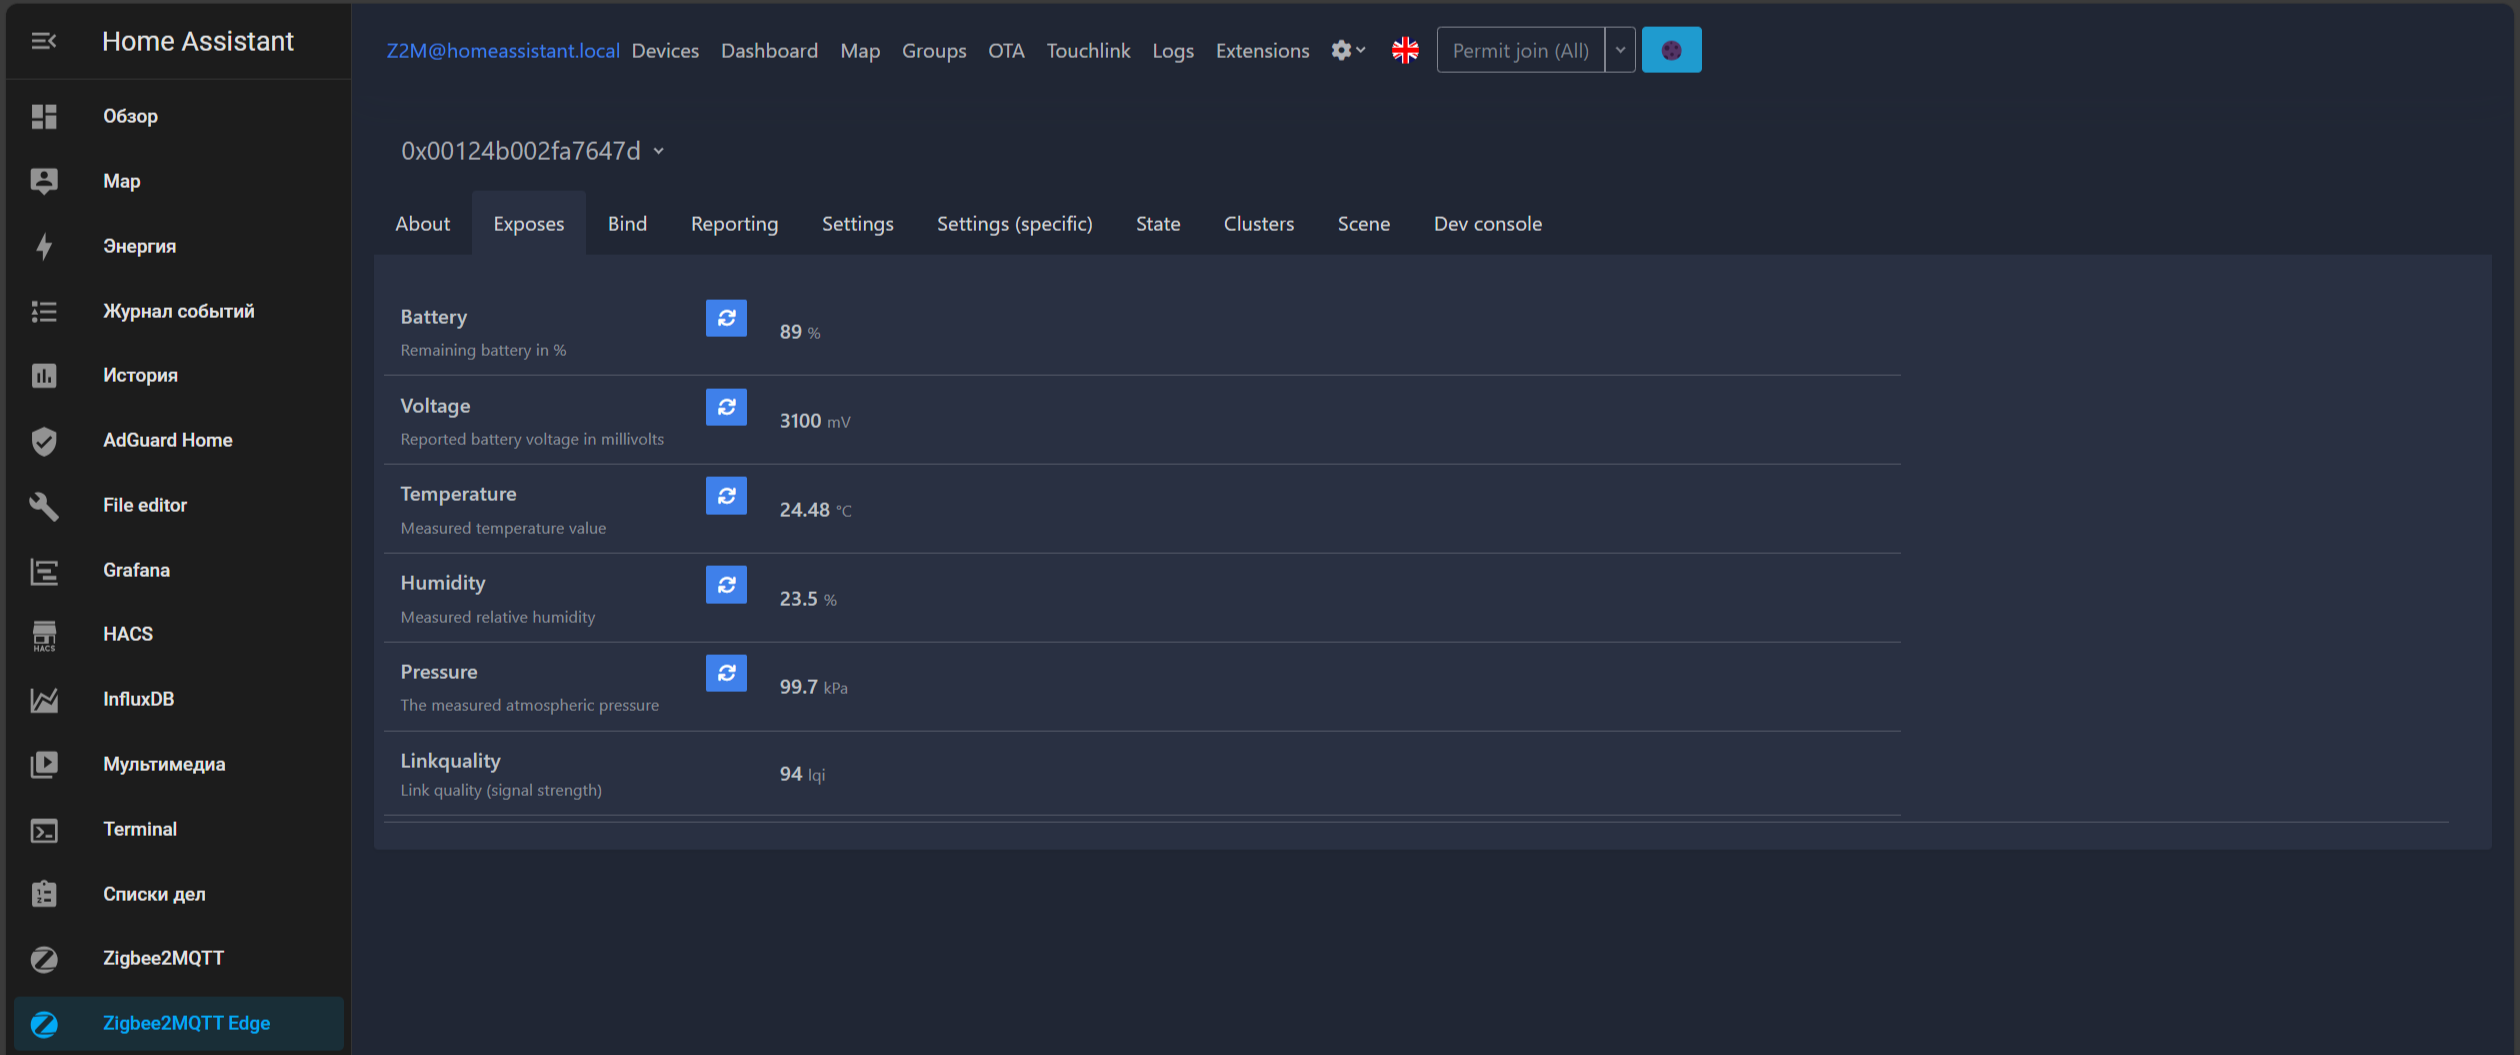 Home Assistant
Обзор
Map
Энергия
Журнал событий
История
AdGuard Home
File editor
Grafana
HACS
HACS
InfluxDB
Мультимедиа
Terminal
Списки дел
Zigbee2MQTT
Zigbee2MQTT Edge
Z2M@homeassistant.local Devices Dashboard Map Groups OTA Touchlink Logs Extensions Permit join (All)
0x00124b002fa7647d
About Exposes Bind Reporting Settings Settings (specific) State Clusters Scene Dev console
Battery
Remaining battery in %
89 %
Voltage
Reported battery voltage in millivolts
3100 mV
Temperature
Measured temperature value
24.48 °C
Humidity
Measured relative humidity
23.5 %
Pressure
The measured atmospheric pressure
99.7 kPa
Linkquality
Link quality (signal strength)
94 lqi